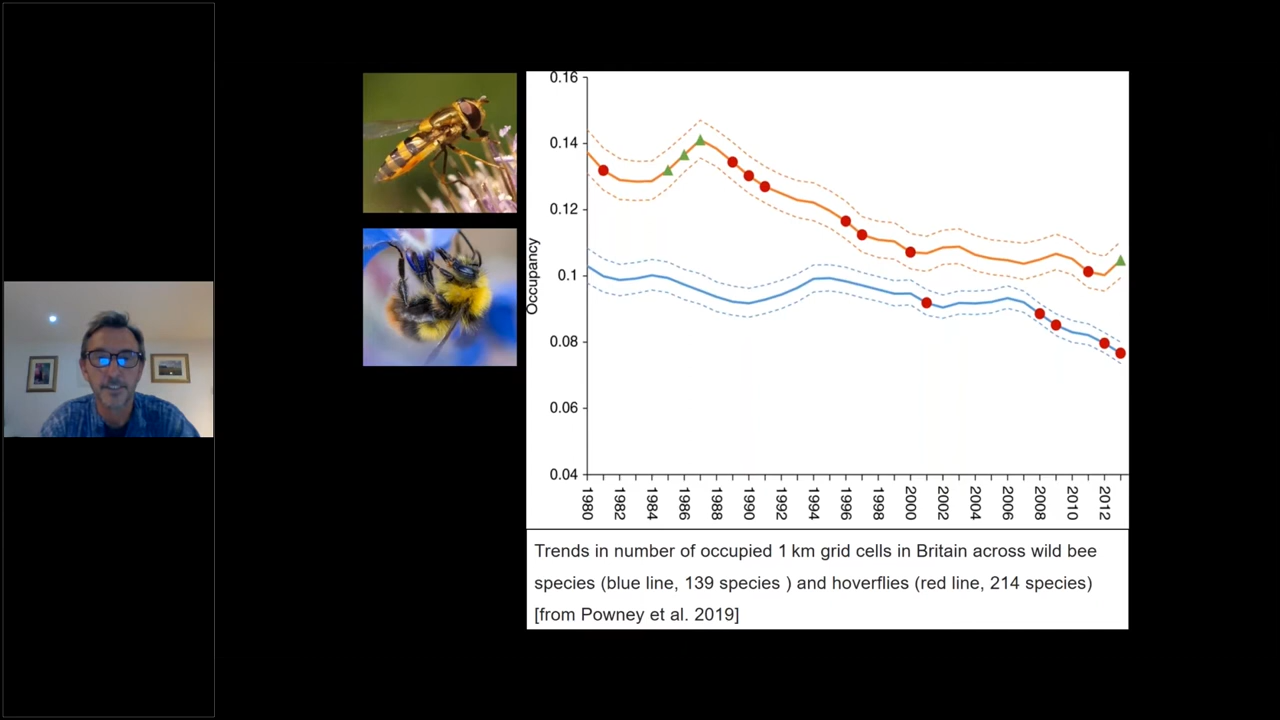 0.16
0.14
0.12
0.1
0.08
0.06
0.04
Occupancy
1980 1982 1984 1986 1988 1990 1992 1994 1996 1998 2000 2002 2004 2006 2008 2010 2012
Trends in number of occupied 1 km grid cells in Britain across wild bee
species (blue line, 139 species ) and hoverflies (red line, 214 species)
[from Powney et al. 2019]